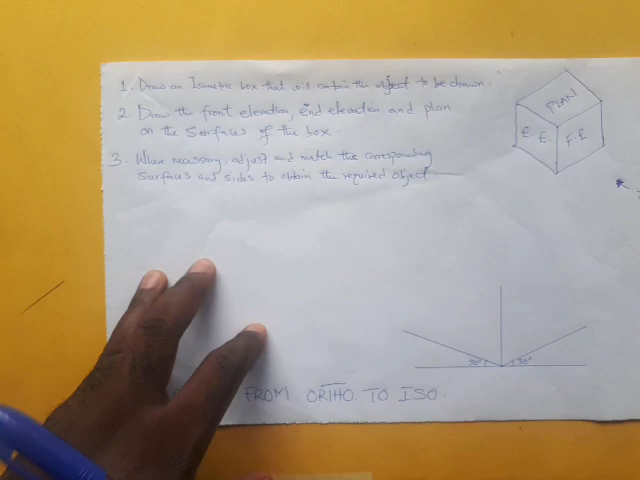 1. Draw an Isometric box that will contain the object to be drawn.
2 Draw the front elevation, end elevation and plan
on the Surfaces of the box.
3. Where necessary, adjust and match the corresponding
Surfaces and sides to obtain the required object
PLAN
E. E.
F. E
30°
30°
FROM ORTHO. TO ISO.